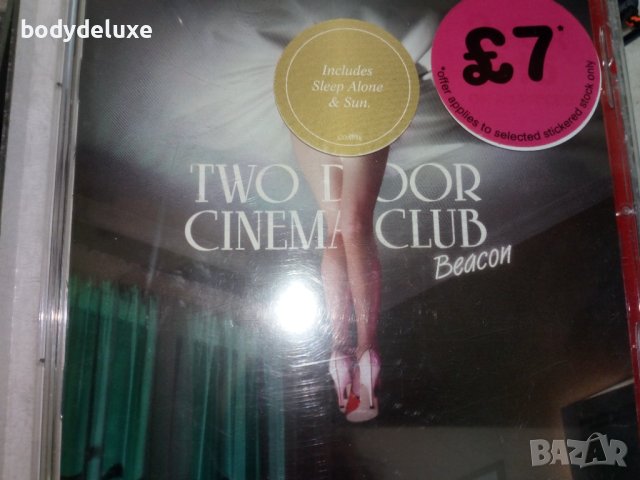 bodydeluxe
Includes
Sleep Alone
& Sun.
£7*
*offer applies to selected stickered stock only
TWO DOOR
CINEMA CLUB
Beacon
BAZAR